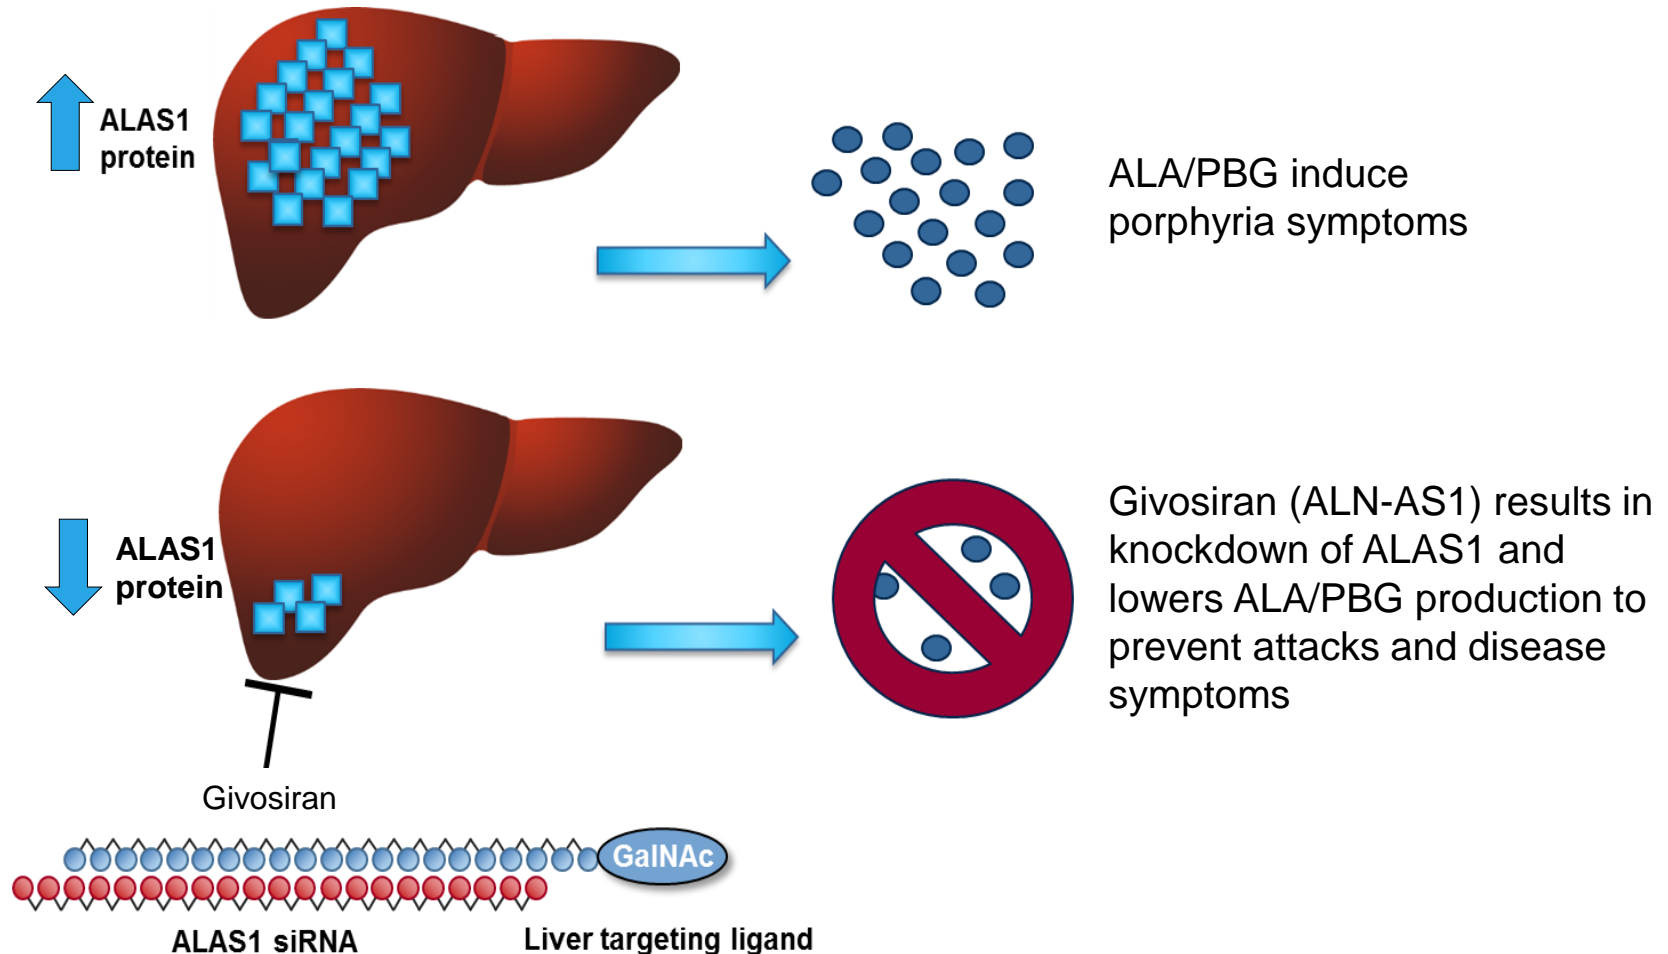 ALAS1
protein
ALA/PBG induce
porphyria symptoms
ALAS1
protein
Givosiran (ALN-AS1) results in
knockdown of ALAS1 and
lowers ALA/PBG production to
prevent attacks and disease
symptoms
Givosiran
GalNAc
ALAS1 siRNA
Liver targeting ligand